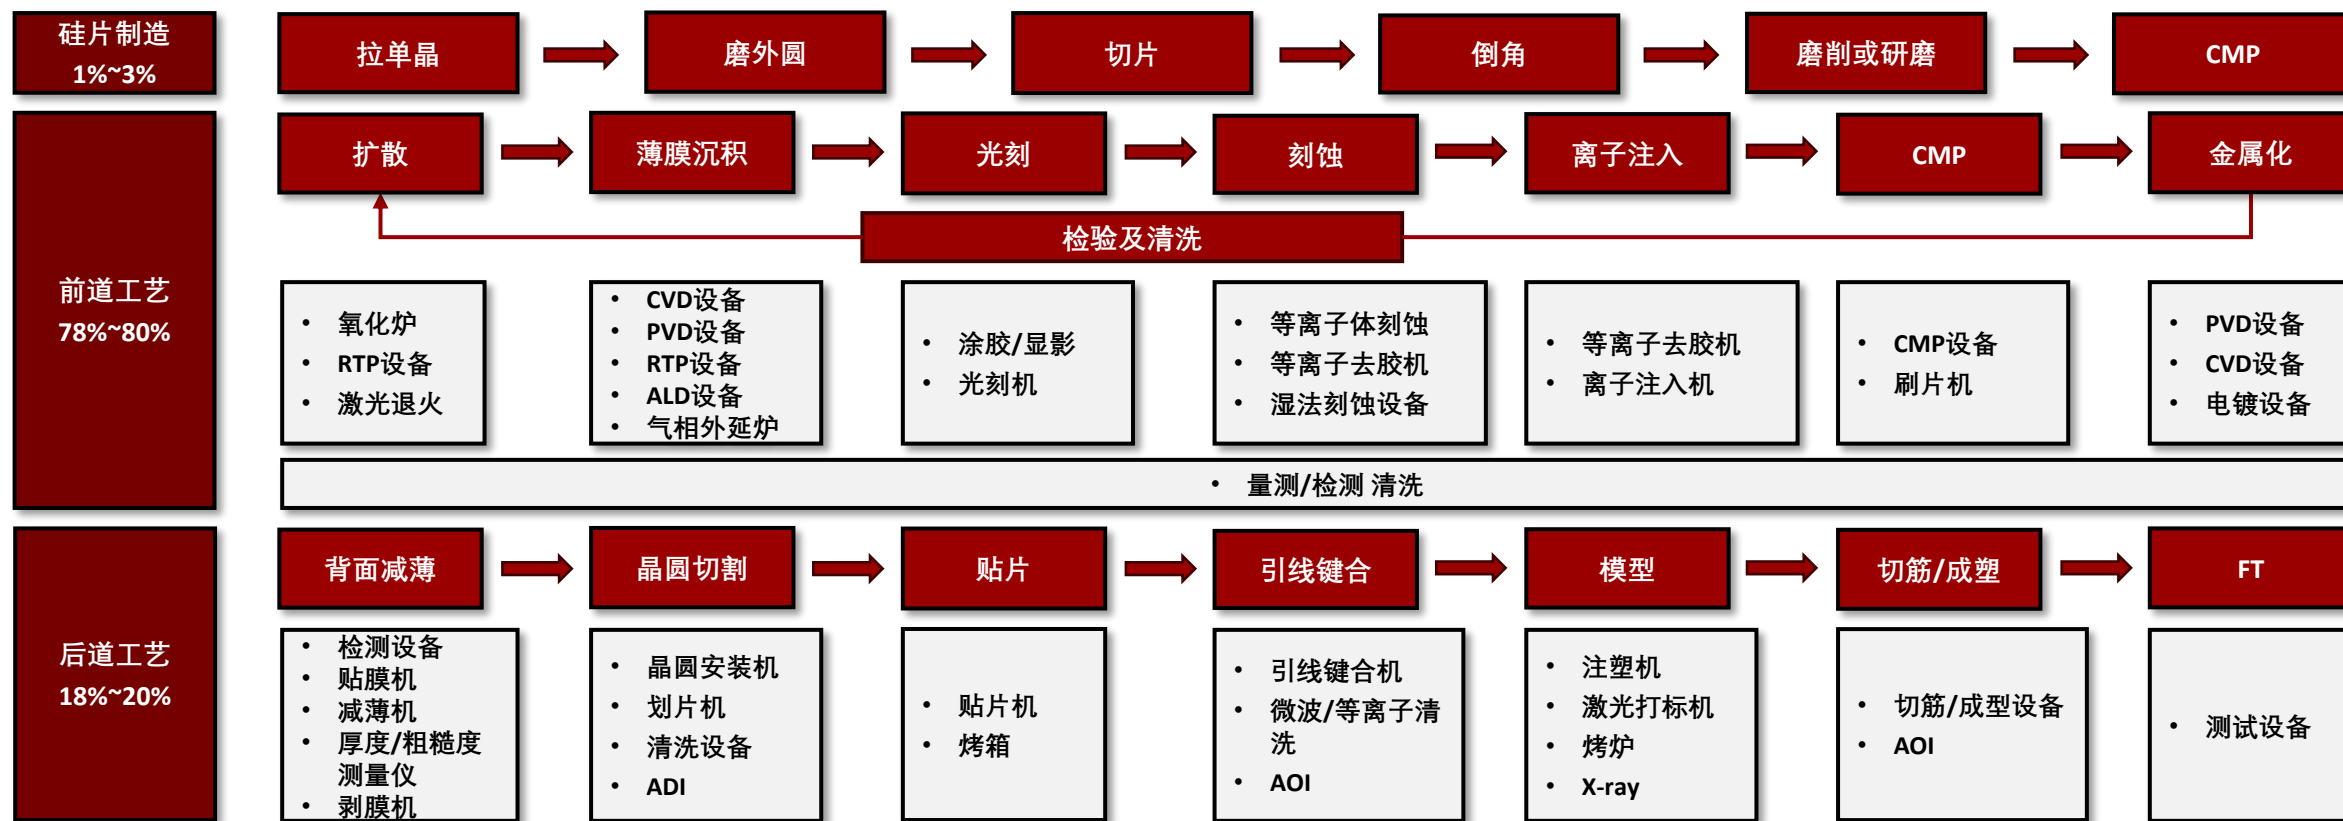 硅片制造
1%~3%
拉单晶
磨外圆
切片
倒角
磨削或研磨
CMP
前道工艺
78%~80%
扩散
薄膜沉积
光刻
刻蚀
离子注入
CMP
金属化
检验及清洗
• 氧化炉
• RTP设备
• 激光退火
• CVD设备
• PVD设备
• RTP设备
• ALD设备
• 气相外延炉
• 涂胶/显影
• 光刻机
• 等离子体刻蚀
• 等离子去胶机
• 湿法刻蚀设备
• 等离子去胶机
• 离子注入机
• CMP设备
• 刷片机
• PVD设备
• CVD设备
• 电镀设备
• 量测/检测 清洗
后道工艺
18%~20%
背面减薄
晶圆切割
贴片
引线键合
模型
切筋/成塑
FT
• 检测设备
• 贴膜机
• 减薄机
• 厚度/粗糙度
测量仪
• 剥膜机
• 晶圆安装机
• 划片机
• 清洗设备
• ADI
• 贴片机
• 烤箱
• 引线键合机
• 微波/等离子清
洗
• AOI
• 注塑机
• 激光打标机
• 烤炉
• X-ray
• 切筋/成型设备
• AOI
• 测试设备